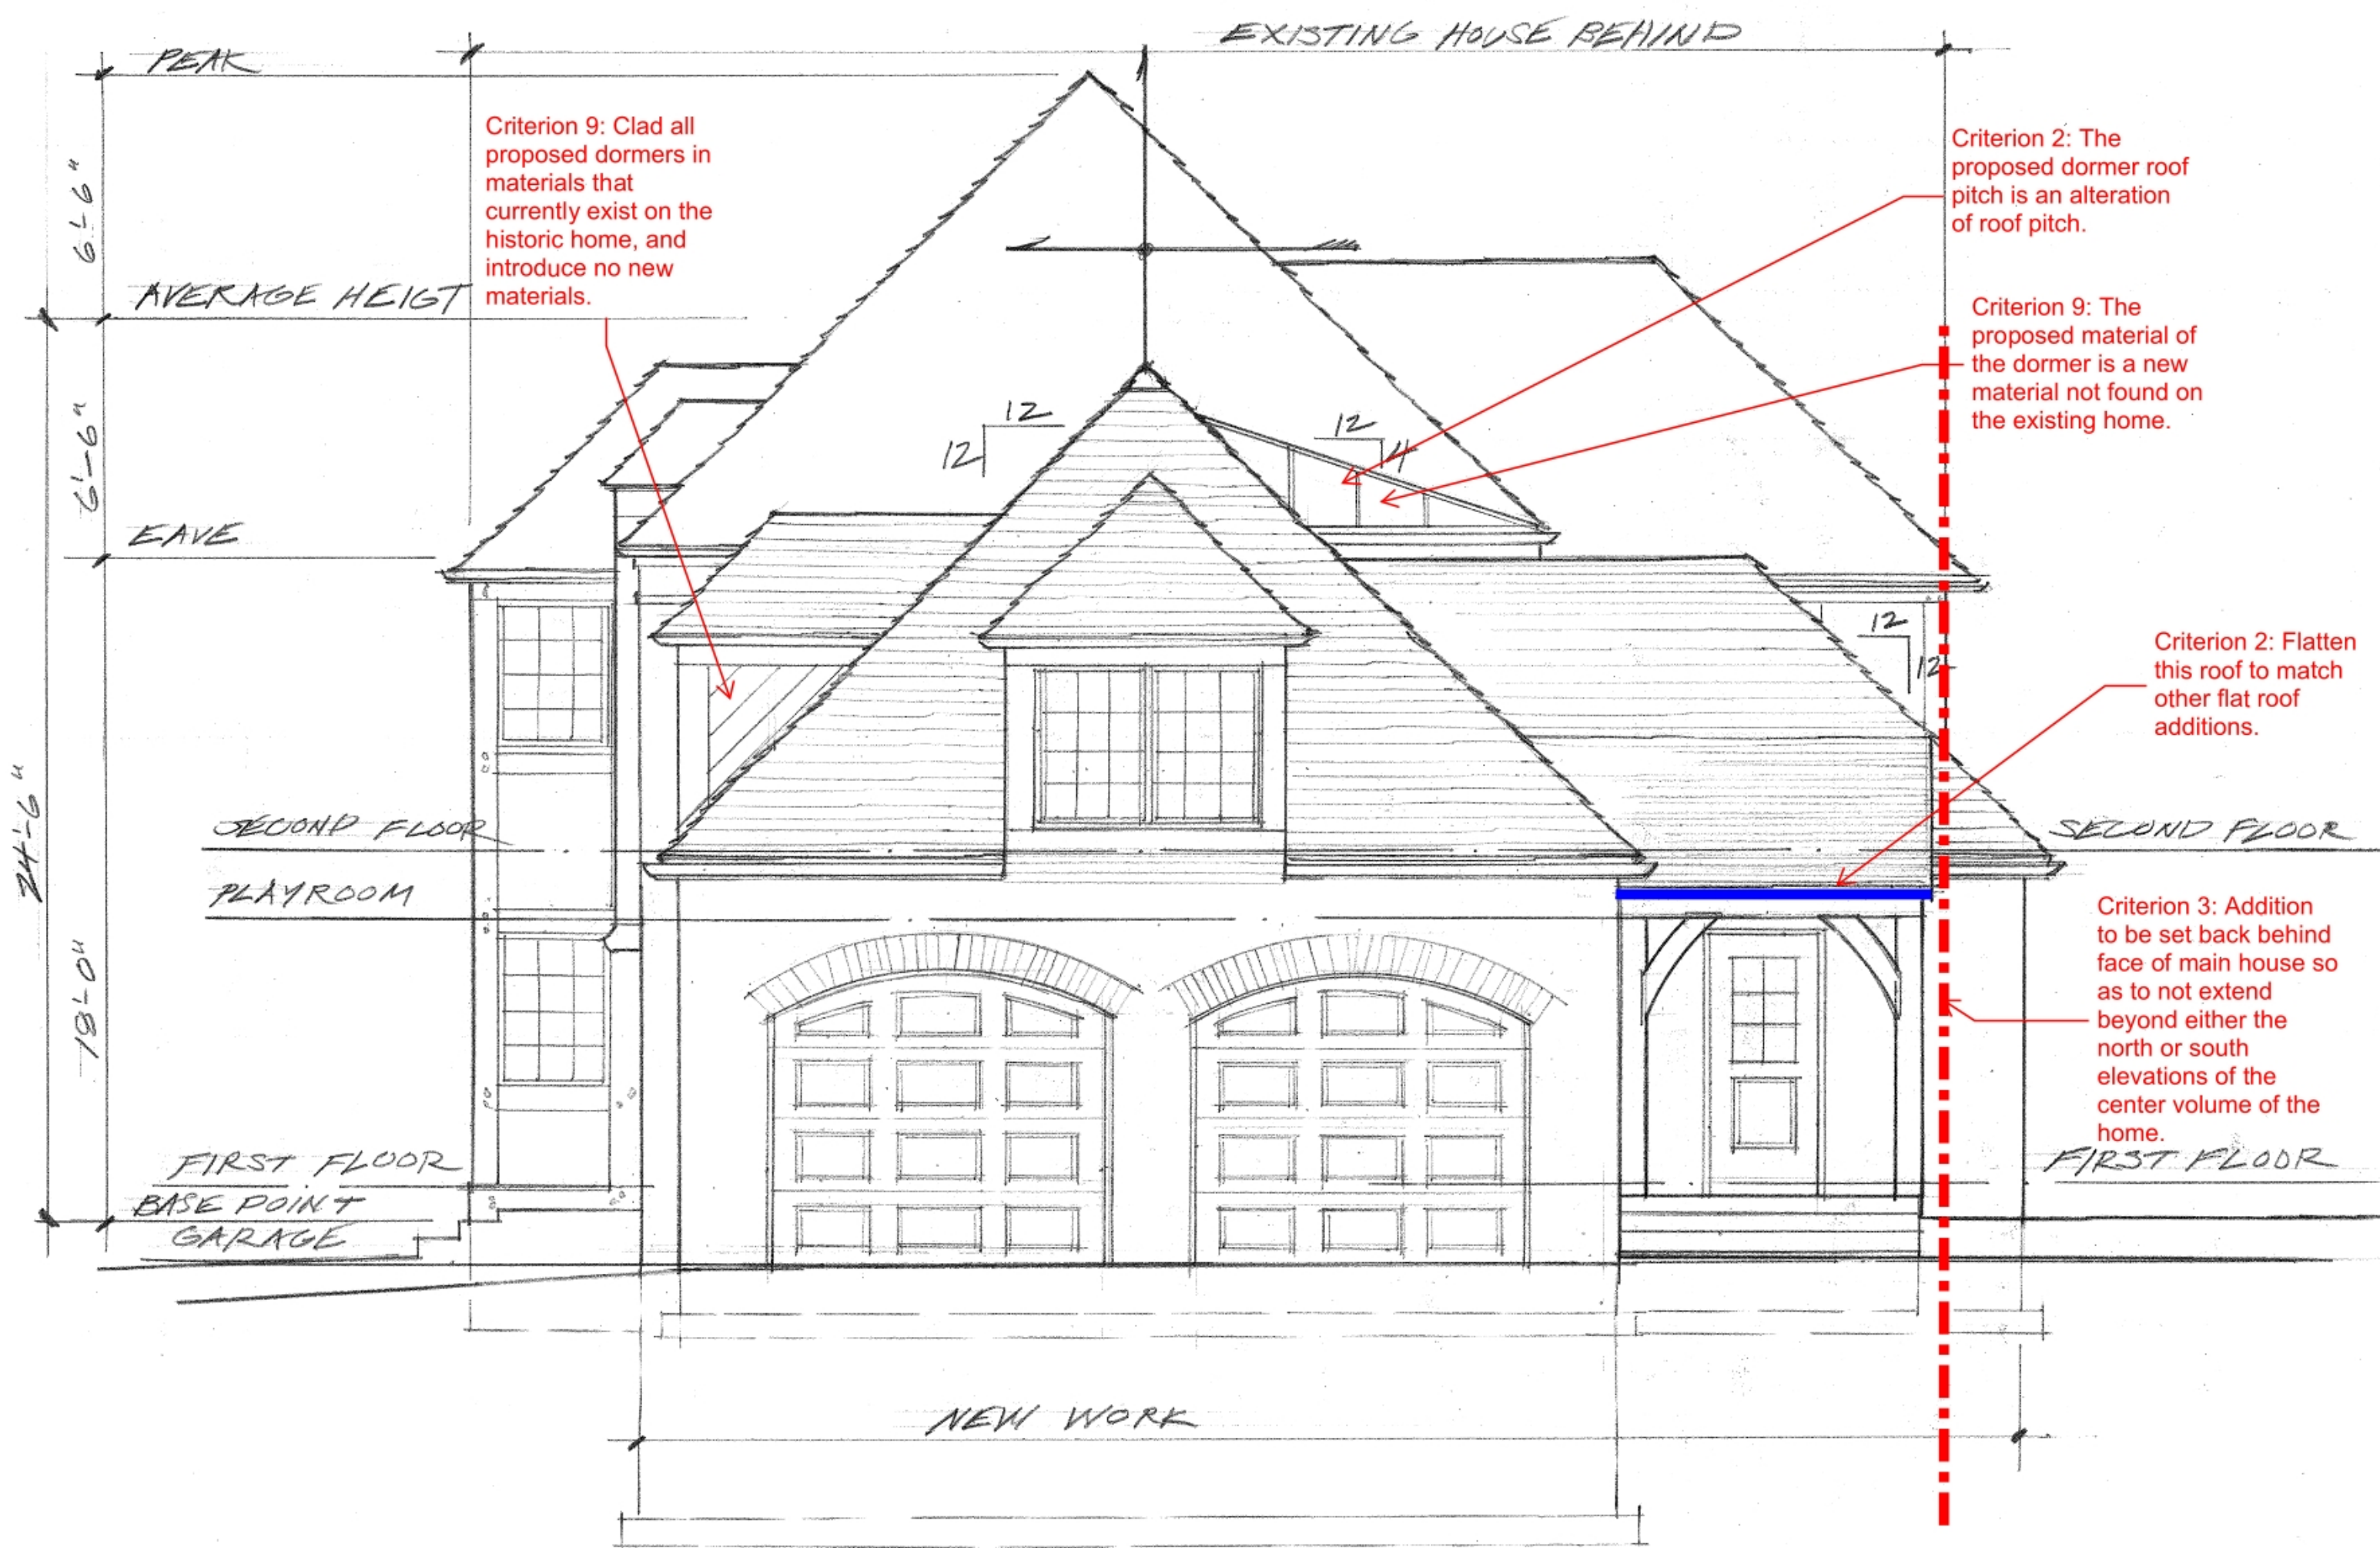 EXISTING HOUSE BEHIND
PEAK
Criterion 9: Clad all
proposed dormers in
materials that
currently exist on the
historic home, and
introduce no new
materials.
Criterion 2: The
proposed dormer roof
pitch is an alteration
of roof pitch.
6'-6"
AVERAGE HEIGT
Criterion 9: The
proposed material of
the dormer is a new
material not found on
the existing home.
12
12
12
4
6'-6"
EAVE
12
12
Criterion 2: Flatten
this roof to match
other flat roof
additions.
24'-6"
SECOND FLOOR
SECOND FLOOR
PLAYROOM
18'-0"
Criterion 3: Addition
to be set back behind
face of main house so
as to not extend
beyond either the
north or south
elevations of the
center volume of the
home.
FIRST FLOOR
FIRST FLOOR
BASE POINT
GARAGE
NEW WORK